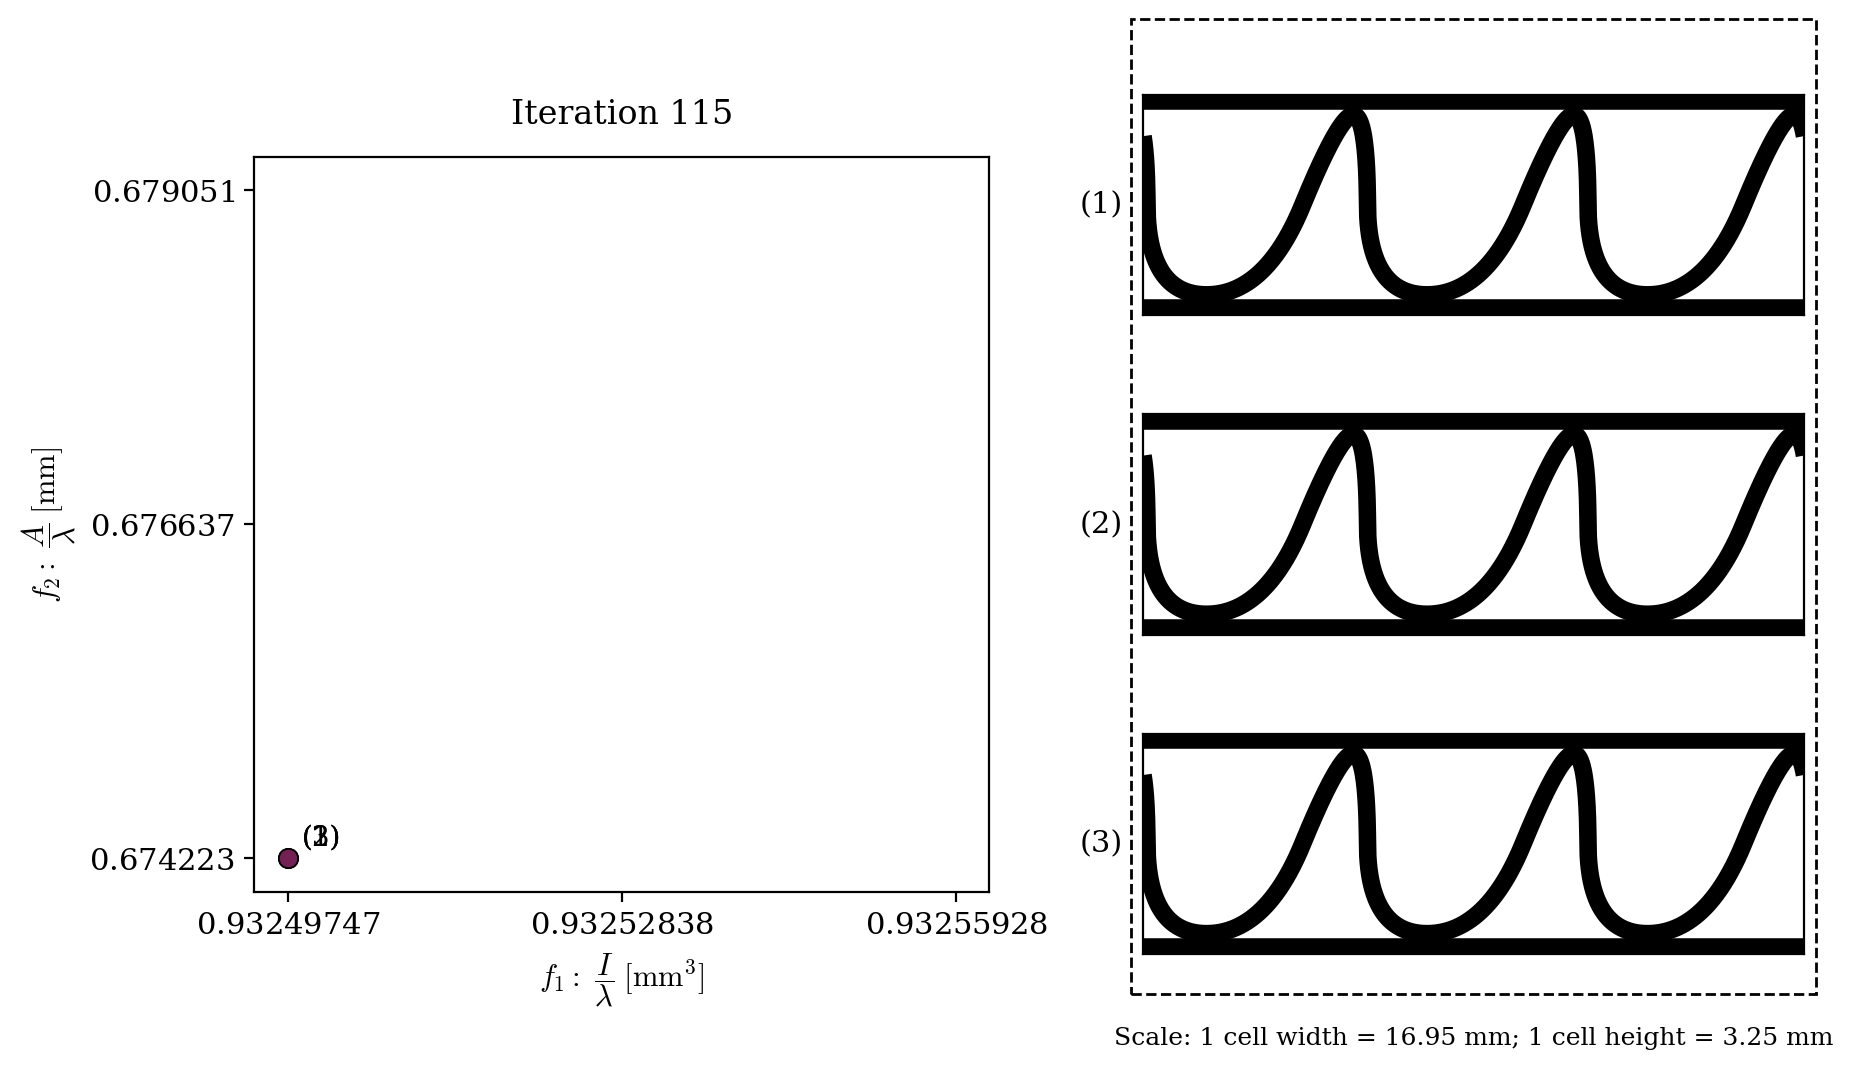 Iteration 115
0.679051
0.676637
0.674223
f₂ : A/λ [mm]
0.93249747
0.93252838
0.93255928
f₁ : I/λ [mm³]
(1)
(2)
(3)
Scale: 1 cell width = 16.95 mm; 1 cell height = 3.25 mm